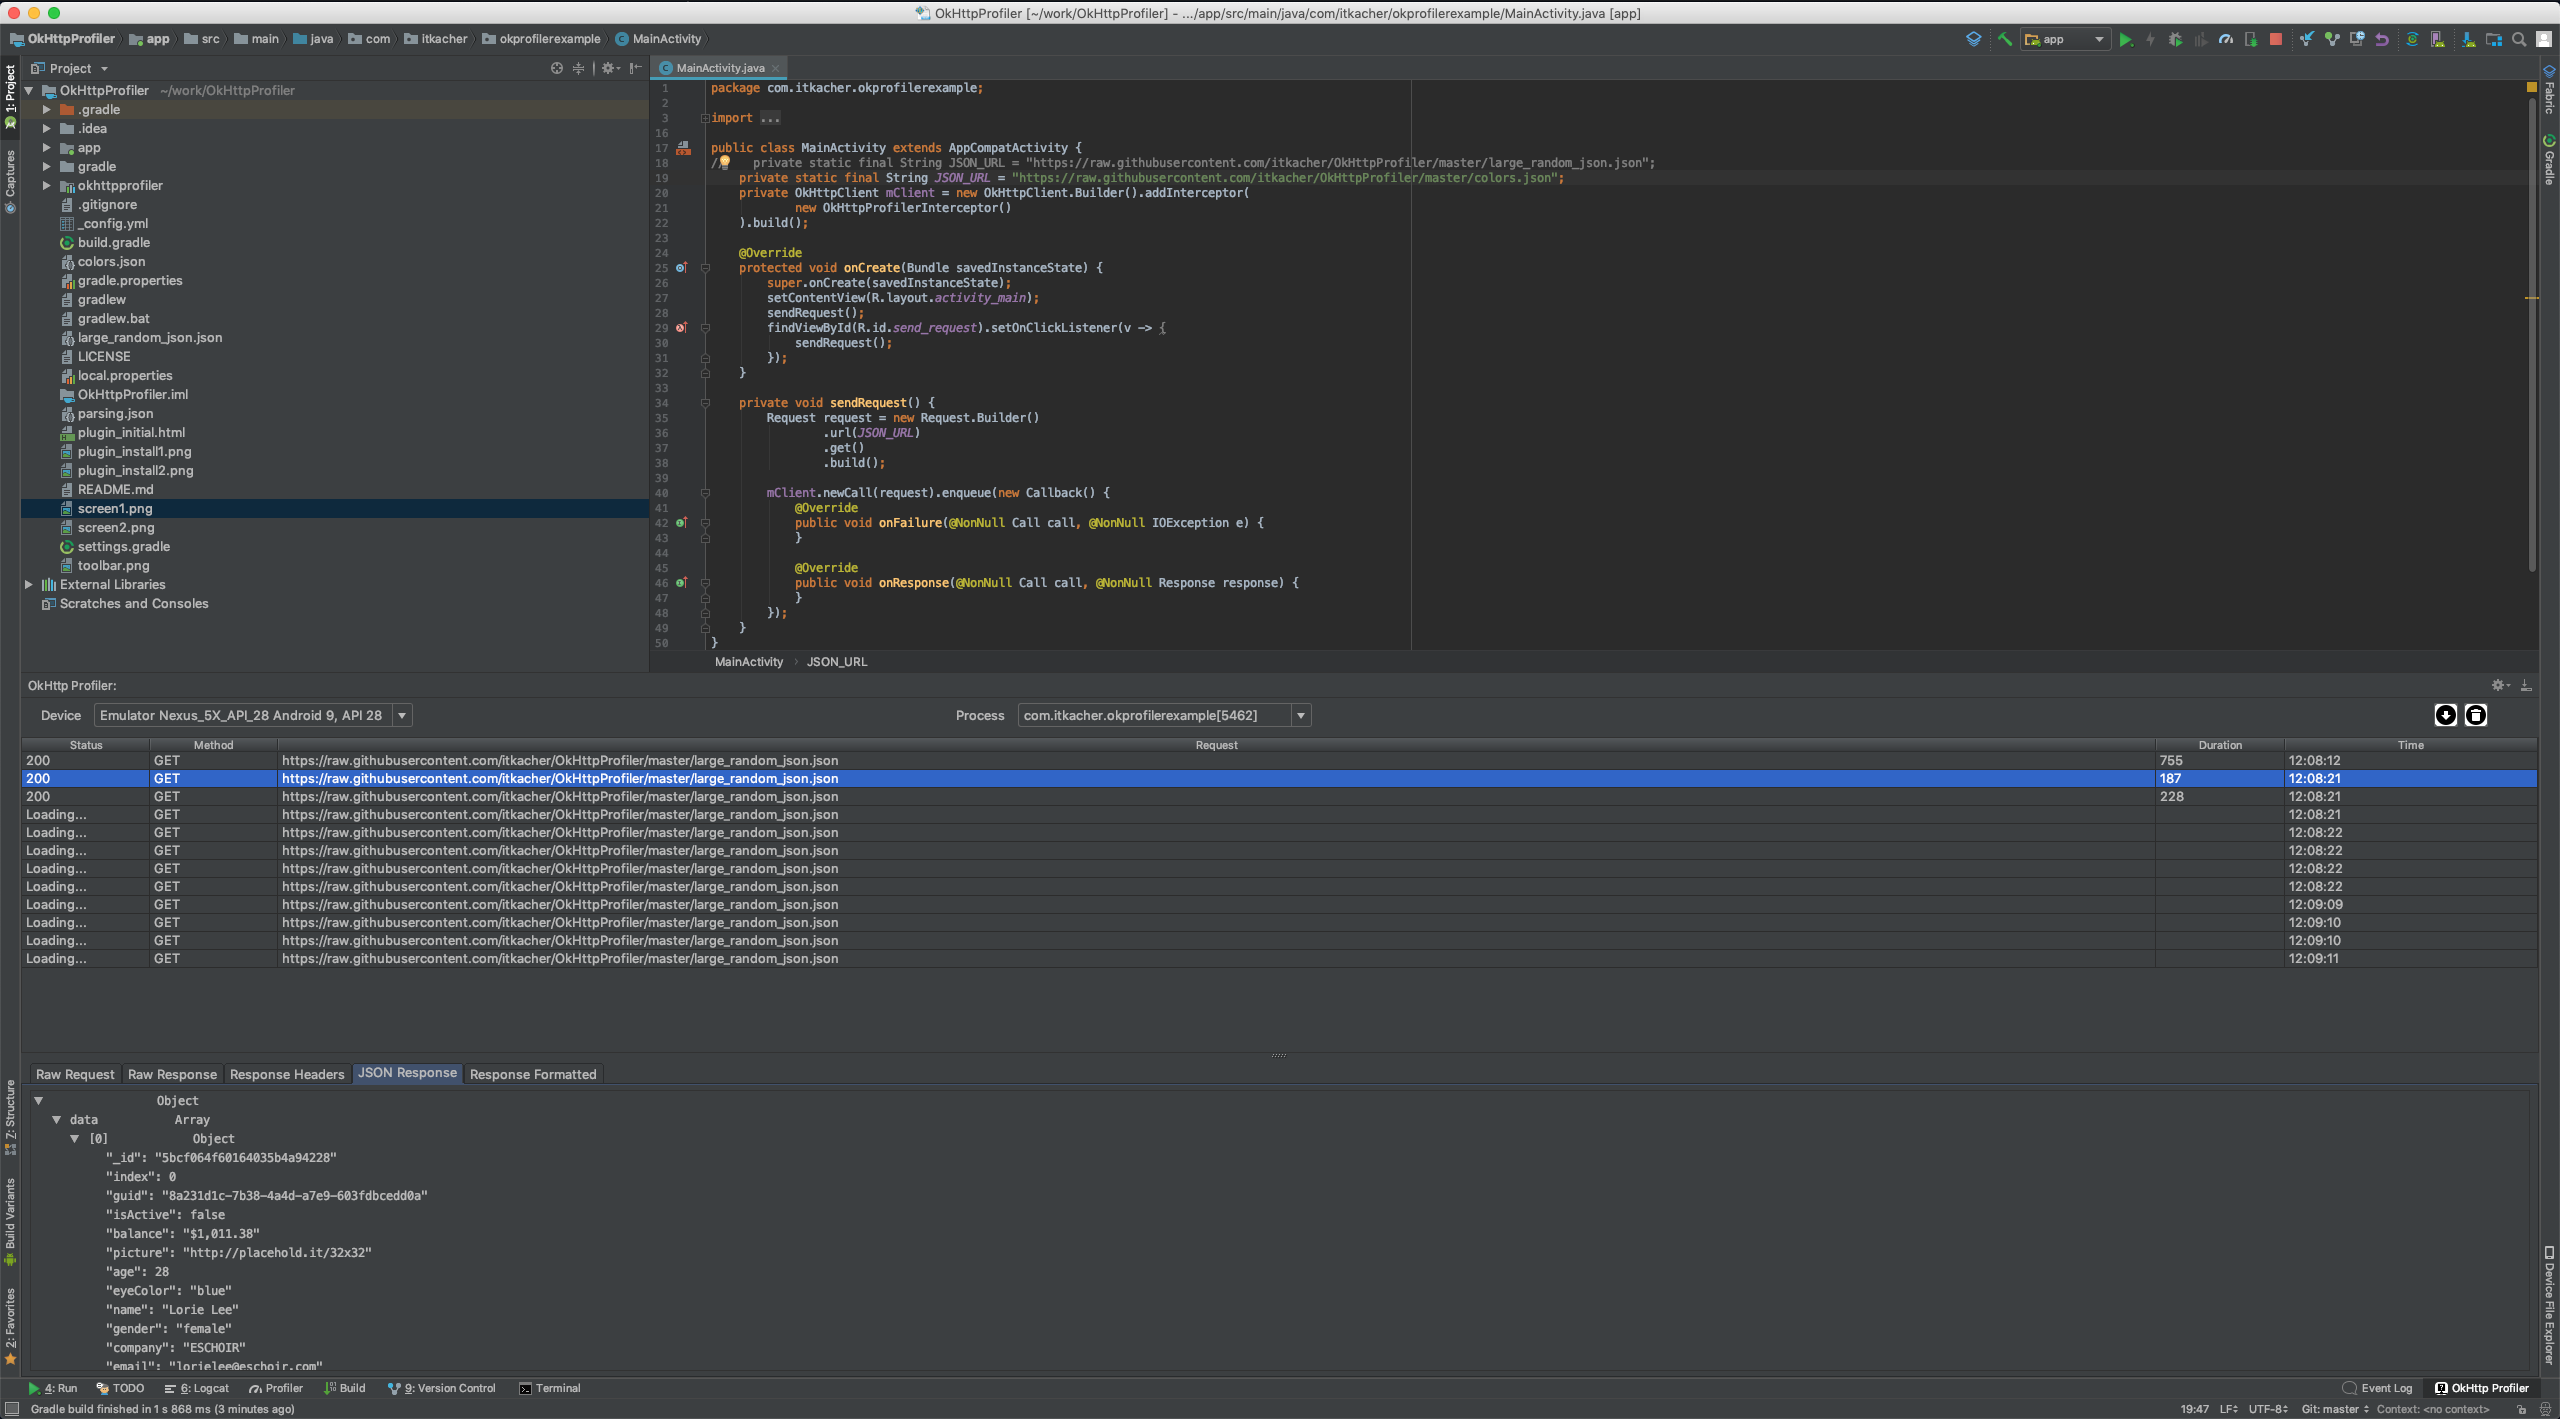 OkHttpProfiler [~/work/OkHttpProfiler] - .../app/src/main/java/com/itkacher/okprofilerexample/MainActivity.java [app]
OkHttpProfiler app src main java com itkacher okprofilerexample MainActivity
app
Project
1: Project
Captures
Z: Structure
Build Variants
2: Favorites
Fabric
Gradle
Device File Explorer
OkHttpProfiler ~/work/OkHttpProfiler
.gradle
.idea
app
gradle
okhttpprofiler
.gitignore
_config.yml
build.gradle
colors.json
gradle.properties
gradlew
gradlew.bat
large_random_json.json
LICENSE
local.properties
OkHttpProfiler.iml
parsing.json
plugin_initial.html
plugin_install1.png
plugin_install2.png
README.md
screen1.png
screen2.png
settings.gradle
toolbar.png
External Libraries
Scratches and Consoles
MainActivity.java
1 package com.itkacher.okprofilerexample;
2
3 import ...
16
17 public class MainActivity extends AppCompatActivity {
18 / private static final String JSON_URL = "https://raw.githubusercontent.com/itkacher/OkHttpProfiler/master/large_random_json.json";
19 private static final String JSON_URL = "https://raw.githubusercontent.com/itkacher/OkHttpProfiler/master/colors.json";
20 private OkHttpClient mClient = new OkHttpClient.Builder().addInterceptor(
21 new OkHttpProfilerInterceptor()
22 ).build();
23
24 @Override
25 protected void onCreate(Bundle savedInstanceState) {
26 super.onCreate(savedInstanceState);
27 setContentView(R.layout.activity_main);
28 sendRequest();
29 findViewById(R.id.send_request).setOnClickListener(v -> {
30 sendRequest();
31 });
32 }
33
34 private void sendRequest() {
35 Request request = new Request.Builder()
36 .url(JSON_URL)
37 .get()
38 .build();
39
40 mClient.newCall(request).enqueue(new Callback() {
41 @Override
42 public void onFailure(@NonNull Call call, @NonNull IOException e) {
43 }
44
45 @Override
46 public void onResponse(@NonNull Call call, @NonNull Response response) {
47 }
48 });
49 }
50 }
MainActivity › JSON_URL
OkHttp Profiler:
Device Emulator Nexus_5X_API_28 Android 9, API 28 Process com.itkacher.okprofilerexample[5462]
Status Method Request Duration Time
200 GET https://raw.githubusercontent.com/itkacher/OkHttpProfiler/master/large_random_json.json 755 12:08:12
200 GET https://raw.githubusercontent.com/itkacher/OkHttpProfiler/master/large_random_json.json 187 12:08:21
200 GET https://raw.githubusercontent.com/itkacher/OkHttpProfiler/master/large_random_json.json 228 12:08:21
Loading... GET https://raw.githubusercontent.com/itkacher/OkHttpProfiler/master/large_random_json.json 12:08:21
Loading... GET https://raw.githubusercontent.com/itkacher/OkHttpProfiler/master/large_random_json.json 12:08:22
Loading... GET https://raw.githubusercontent.com/itkacher/OkHttpProfiler/master/large_random_json.json 12:08:22
Loading... GET https://raw.githubusercontent.com/itkacher/OkHttpProfiler/master/large_random_json.json 12:08:22
Loading... GET https://raw.githubusercontent.com/itkacher/OkHttpProfiler/master/large_random_json.json 12:08:22
Loading... GET https://raw.githubusercontent.com/itkacher/OkHttpProfiler/master/large_random_json.json 12:09:09
Loading... GET https://raw.githubusercontent.com/itkacher/OkHttpProfiler/master/large_random_json.json 12:09:10
Loading... GET https://raw.githubusercontent.com/itkacher/OkHttpProfiler/master/large_random_json.json 12:09:10
Loading... GET https://raw.githubusercontent.com/itkacher/OkHttpProfiler/master/large_random_json.json 12:09:11
Raw Request Raw Response Response Headers JSON Response Response Formatted
Object
data Array
[0] Object
"_id": "5bcf064f60164035b4a94228"
"index": 0
"guid": "8a231d1c-7b38-4a4d-a7e9-603fdbcedd0a"
"isActive": false
"balance": "$1,011.38"
"picture": "http://placehold.it/32x32"
"age": 28
"eyeColor": "blue"
"name": "Lorie Lee"
"gender": "female"
"company": "ESCHOIR"
"email": "lorielee@eschoir.com"
4: Run TODO 6: Logcat Profiler Build 9: Version Control Terminal Event Log OkHttp Profiler
Gradle build finished in 1 s 868 ms (3 minutes ago) 19:47 LF UTF-8 Git: master Context: <no context>